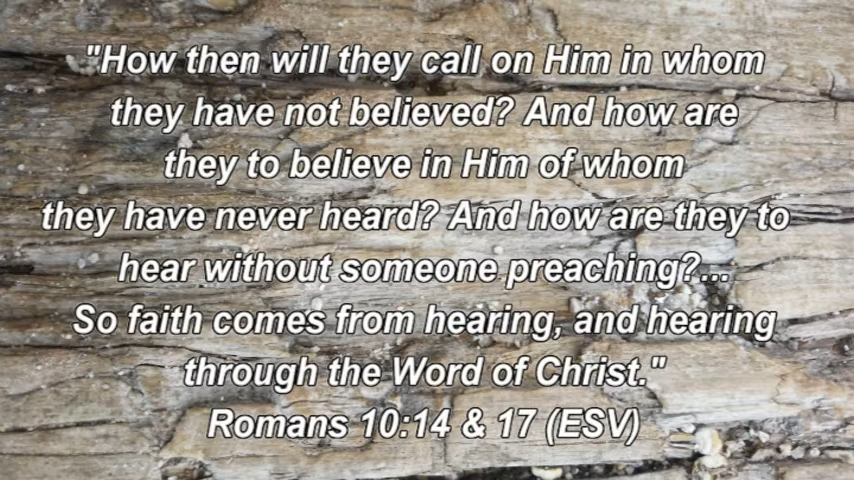 "How then will they call on Him in whom
they have not believed? And how are
they to believe in Him of whom
they have never heard? And how are they to
hear without someone preaching?...
So faith comes from hearing, and hearing
through the Word of Christ."
Romans 10:14 & 17 (ESV)